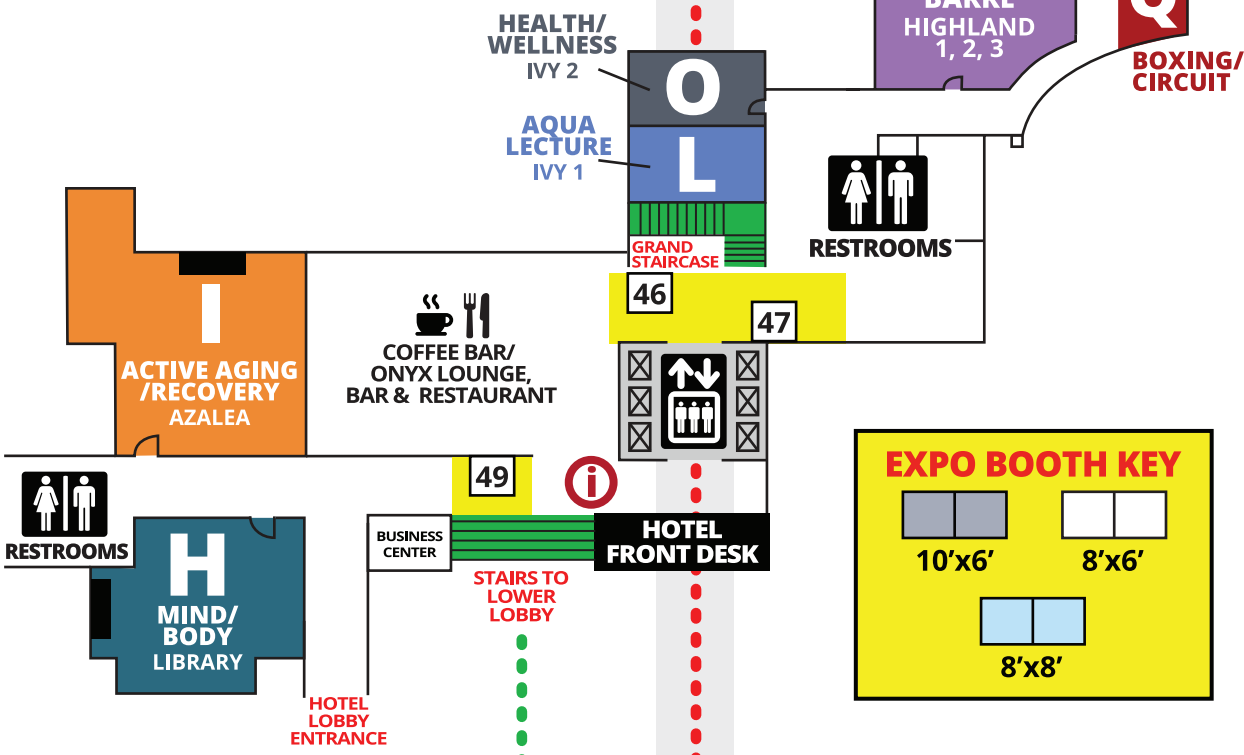 BARRE
HIGHLAND
1, 2, 3
Q
BOXING/
CIRCUIT
HEALTH/
WELLNESS
IVY 2
O
AQUA
LECTURE
IVY 1
L
GRAND
STAIRCASE
RESTROOMS
46
47
I
ACTIVE AGING
/RECOVERY
AZALEA
COFFEE BAR/
ONYX LOUNGE,
BAR & RESTAURANT
49
i
RESTROOMS
H
MIND/
BODY
LIBRARY
BUSINESS
CENTER
HOTEL
FRONT DESK
STAIRS TO
LOWER
LOBBY
HOTEL
LOBBY
ENTRANCE
EXPO BOOTH KEY
10’x6’
8’x6’
8’x8’